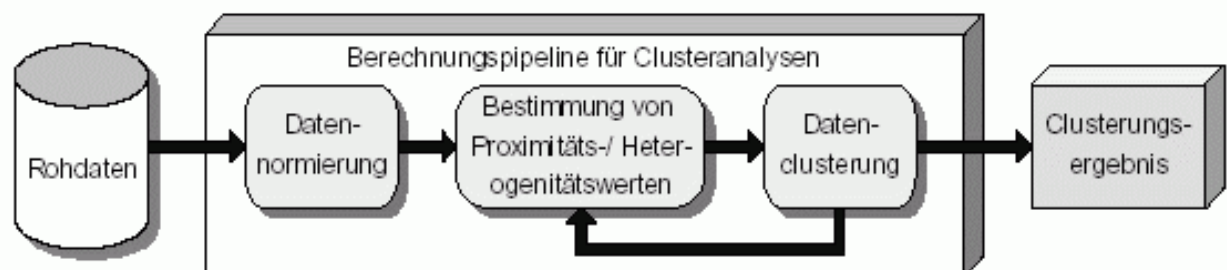 Berechnungspipeline für Clusteranalysen
Rohdaten
Daten-
normierung
Bestimmung von
Proximitäts-/ Heter-
ogenitätswerten
Daten-
clusterung
Clusterungs-
ergebnis